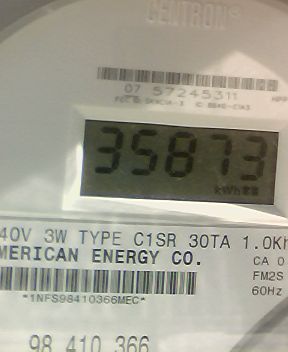 CENTRON®
07 57245311
35873
kWh
40V 3W TYPE C1SR 30TA 1.0Kh
MERICAN ENERGY CO.
CA 0
FM2S
60Hz
*1NFS98410366MEC*
98 410 366